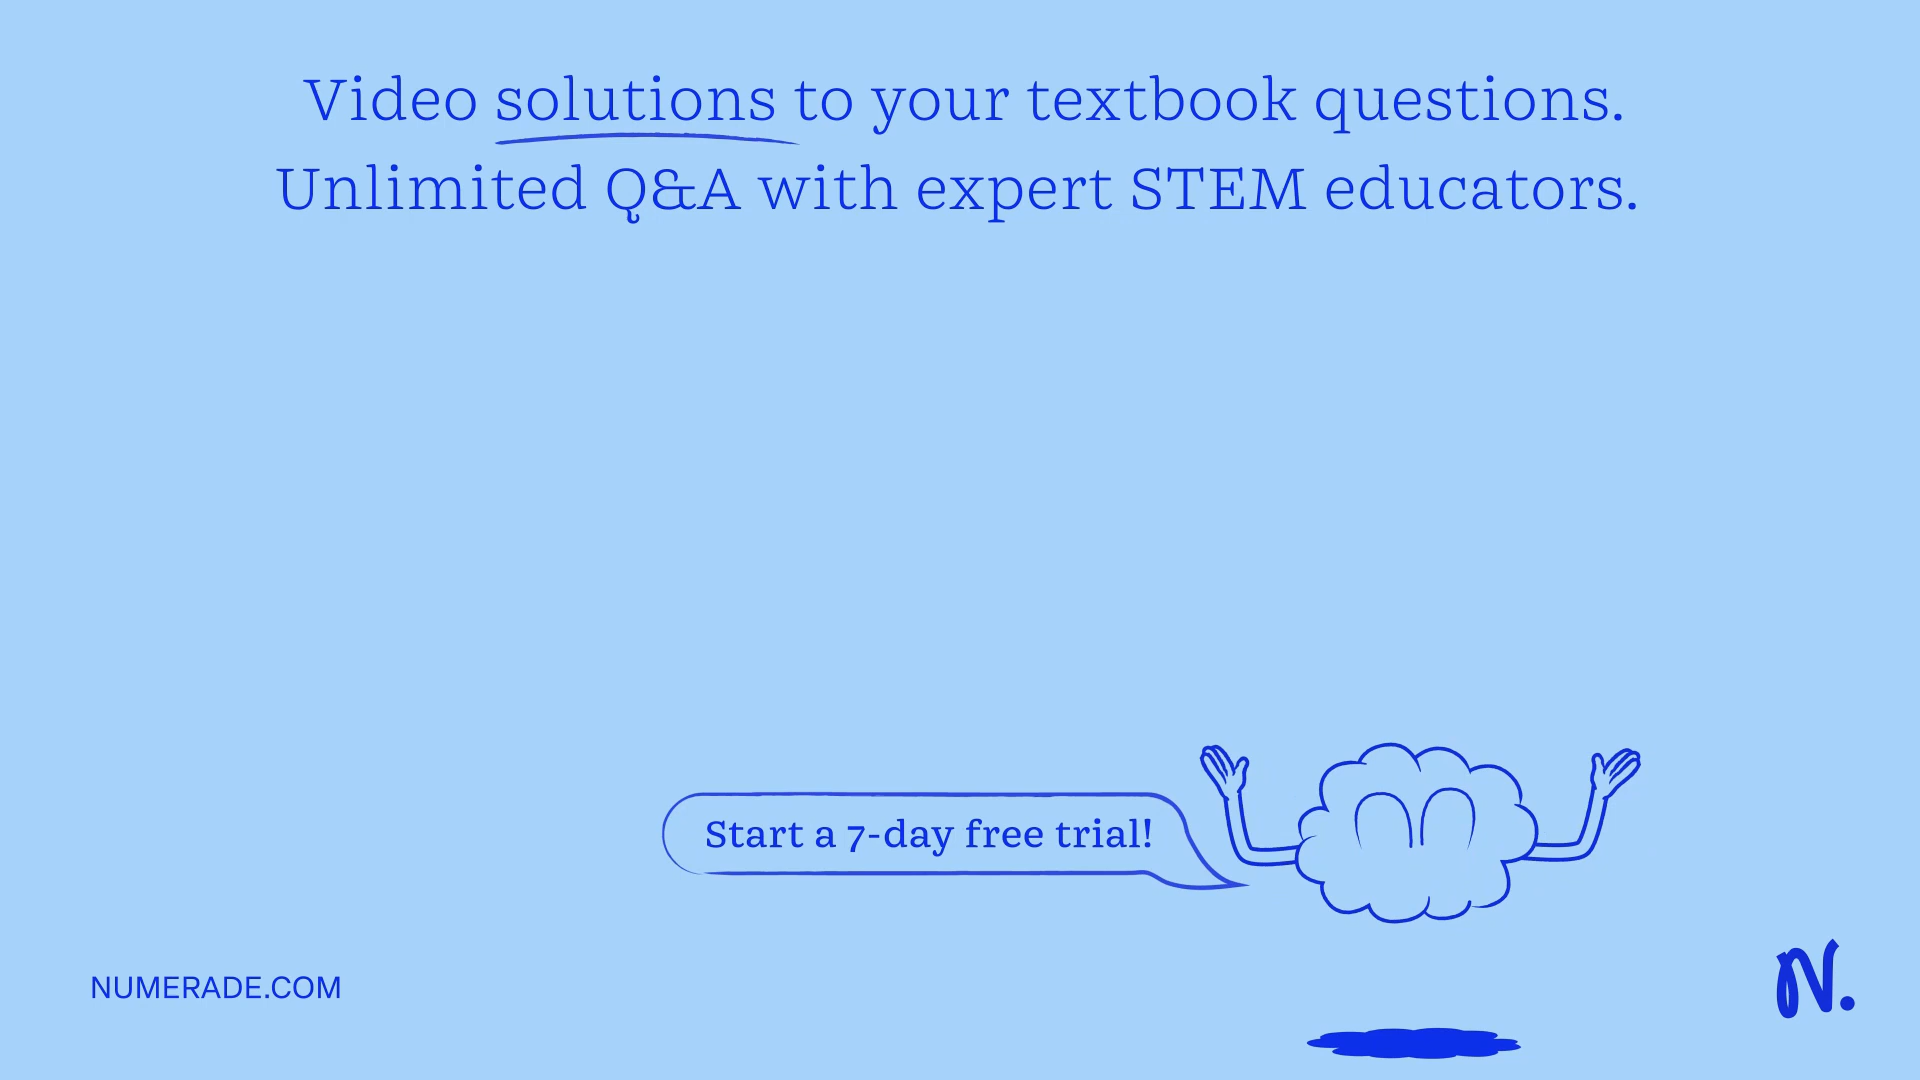 Video solutions to your textbook questions.
Unlimited Q&A with expert STEM educators.
Start a 7-day free trial!
NUMERADE.COM
N.